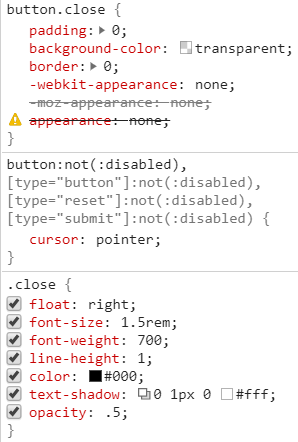 button.close {
padding: 0;
background-color: transparent;
border: 0;
-webkit-appearance: none;
-moz-appearance: none;
appearance: none;
}
button:not(:disabled),
[type="button"]:not(:disabled),
[type="reset"]:not(:disabled),
[type="submit"]:not(:disabled) {
cursor: pointer;
}
.close {
float: right;
font-size: 1.5rem;
font-weight: 700;
line-height: 1;
color: #000;
text-shadow: 0 1px 0 #fff;
opacity: .5;